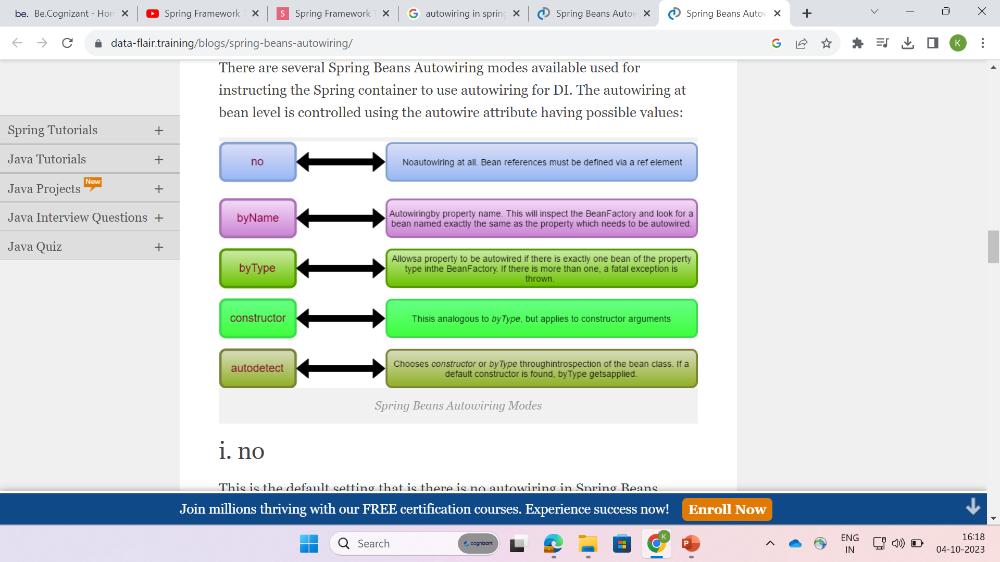 be. Be.Cognizant - Hon
Spring Framework T
S Spring Framework T
autowiring in spring
Spring Beans Autow
Spring Beans Autow
data-flair.training/blogs/spring-beans-autowiring/
K
There are several Spring Beans Autowiring modes available used for
instructing the Spring container to use autowiring for DI. The autowiring at
bean level is controlled using the autowire attribute having possible values:
Spring Tutorials +
Java Tutorials +
Java Projects New +
Java Interview Questions +
Java Quiz +
no
Noautowiring at all. Bean references must be defined via a ref element
byName
Autowiringby property name. This will inspect the BeanFactory and look for a
bean named exactly the same as the property which needs to be autowired.
byType
Allowsa property to be autowired if there is exactly one bean of the property
type inthe BeanFactory. If there is more than one, a fatal exception is
thrown.
constructor
Thisis analogous to byType, but applies to constructor arguments
autodetect
Chooses constructor or byType throughintrospection of the bean class. If a
default constructor is found, byType getsapplied.
Spring Beans Autowiring Modes
i. no
This is the default setting that is there is no autowiring in Spring Beans
Join millions thriving with our FREE certification courses. Experience success now! Enroll Now
Search
cognizant
K
P
ENG
IN
16:18
04-10-2023